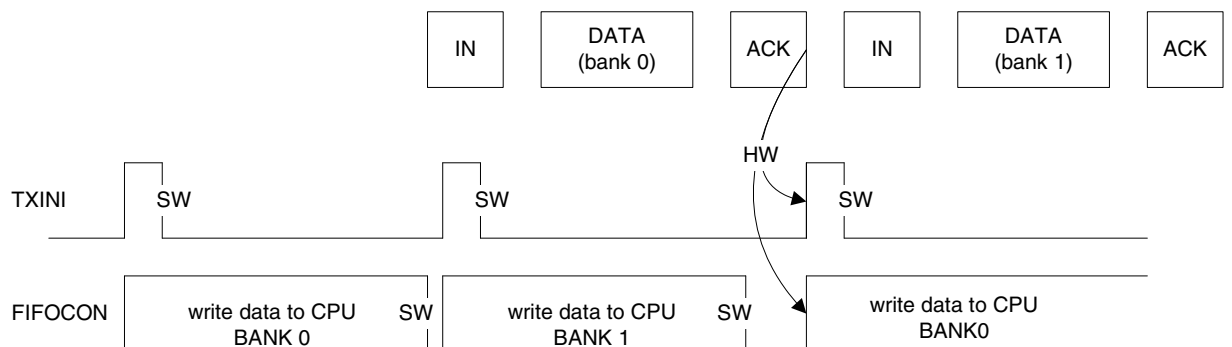 IN DATA ACK IN DATA ACK
(bank 0) (bank 1)
HW
TXINI SW SW SW
FIFOCON write data to CPU SW write data to CPU SW write data to CPU
BANK 0 BANK 1 BANK0